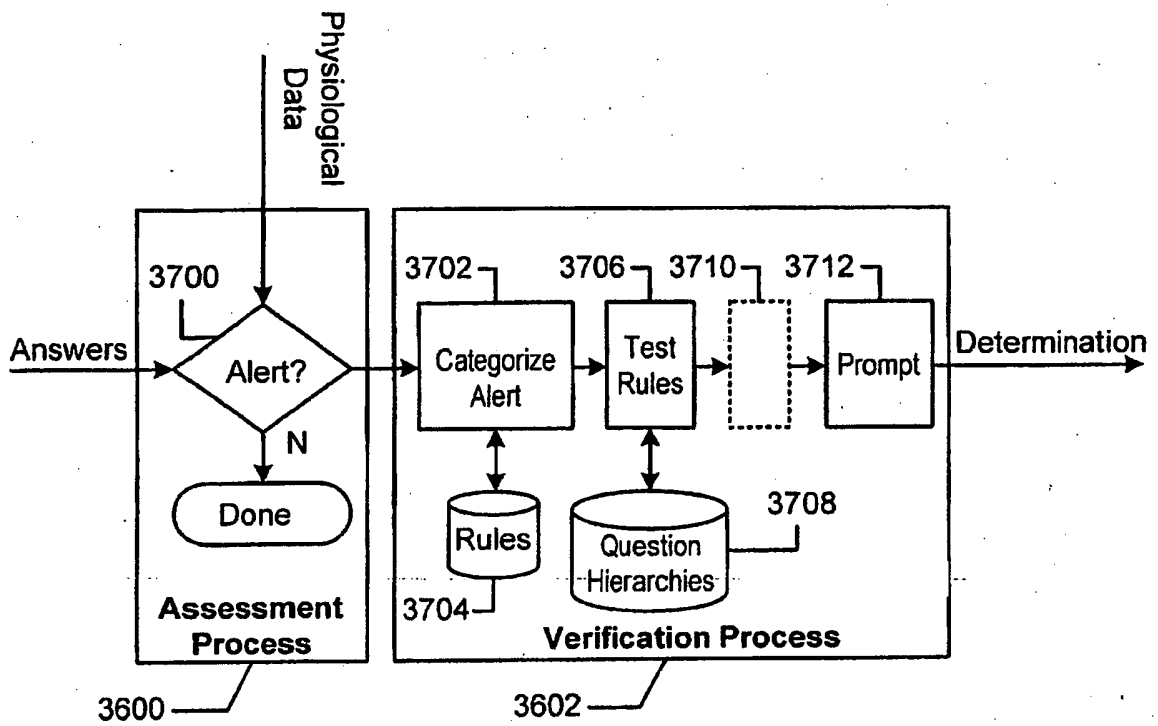 Physiological
Data
3700
3702
3706
3710
3712
Answers
Alert?
Categorize
Alert
Test
Rules
Prompt
Determination
N
Done
Rules
Question
Hierarchies
3708
3704
Assessment
Process
Verification Process
3600
3602